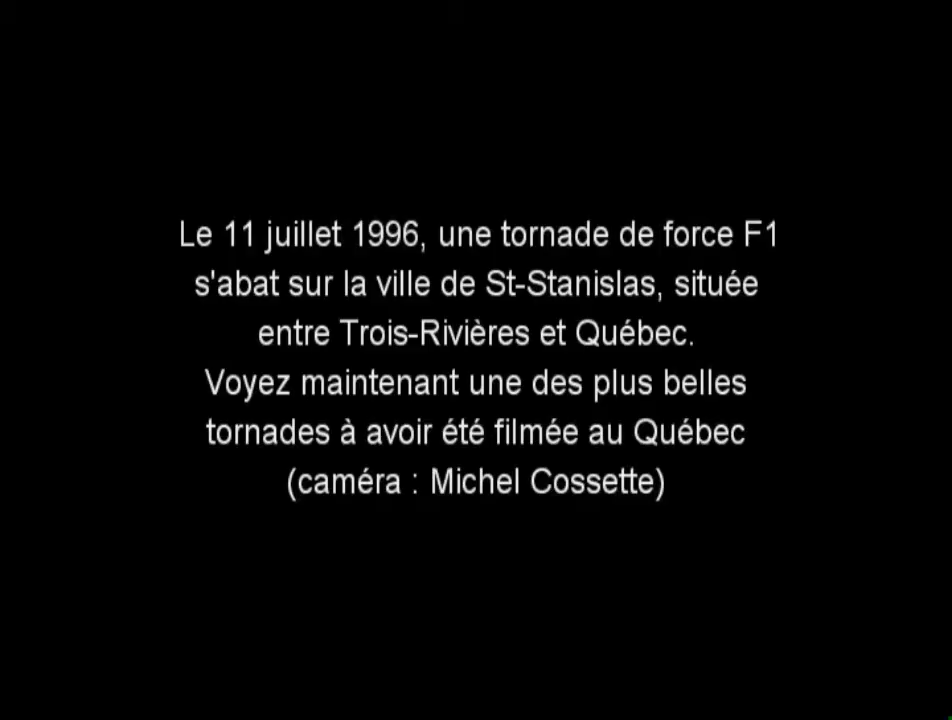 Le 11 juillet 1996, une tornade de force F1
s'abat sur la ville de St-Stanislas, située
entre Trois-Rivières et Québec.
Voyez maintenant une des plus belles
tornades à avoir été filmée au Québec
(caméra : Michel Cossette)